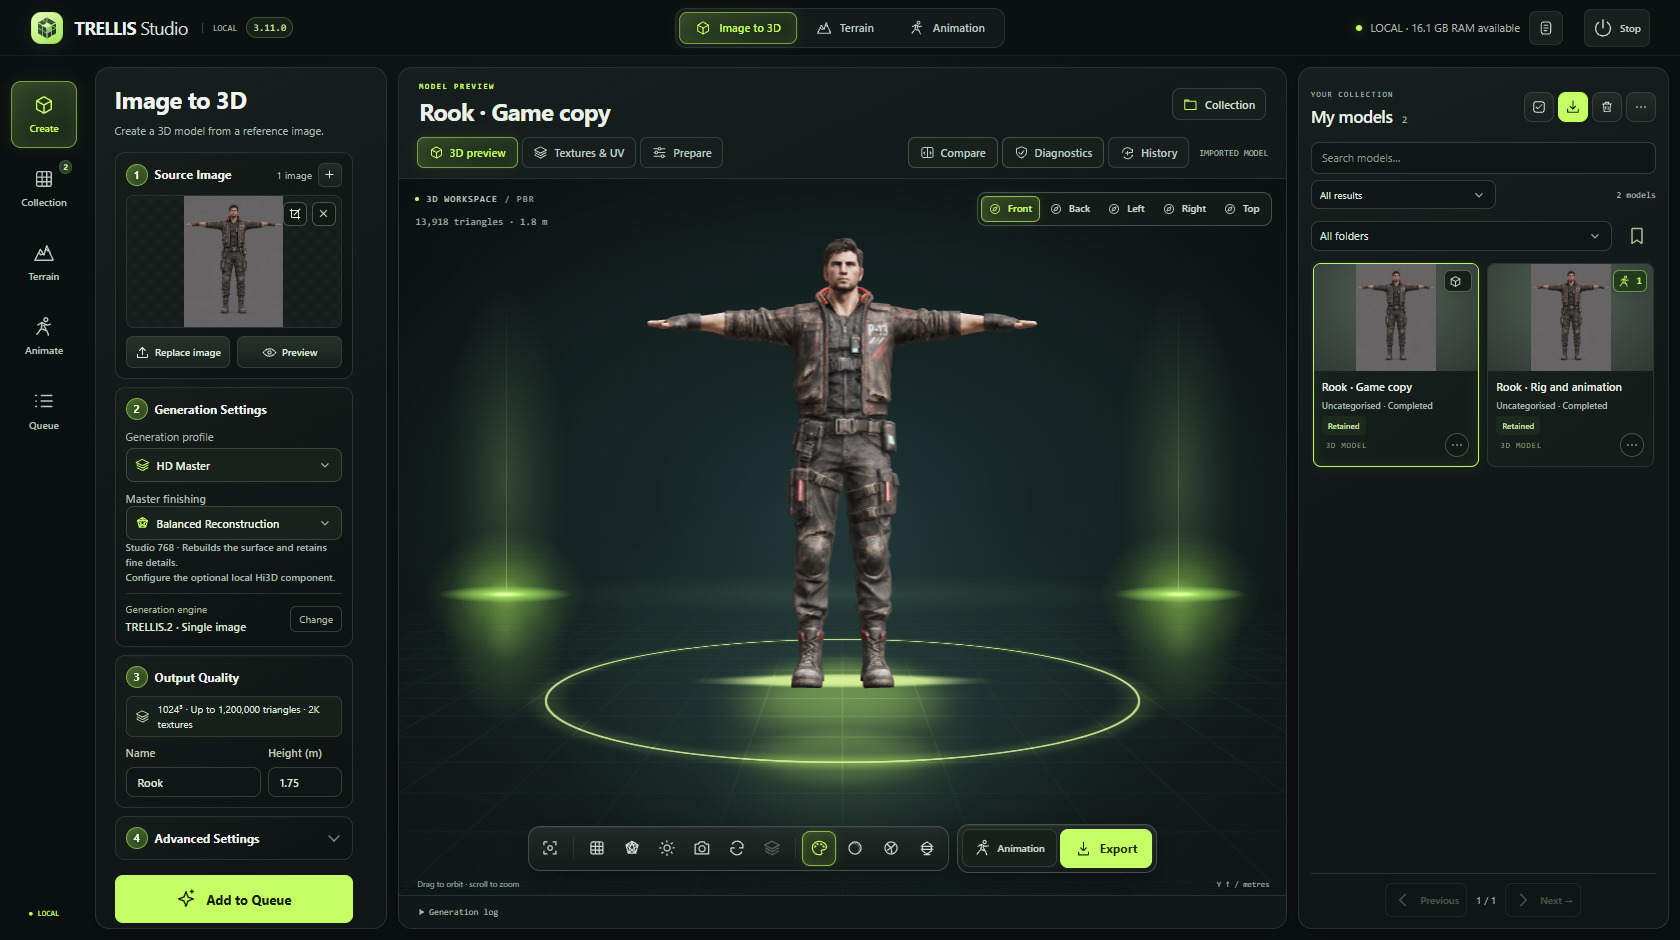 TRELLIS Studio
LOCAL
3.11.0
Image to 3D
Terrain
Animation
LOCAL · 16.1 GB RAM available
Stop
Create
2
Collection
Terrain
Animate
Queue
LOCAL
Image to 3D
Create a 3D model from a reference image.
1
Source Image
1 image
Replace image
Preview
2
Generation Settings
Generation profile
HD Master
Master finishing
Balanced Reconstruction
Studio 768 · Rebuilds the surface and retains
fine details.
Configure the optional local Hi3D component.
Generation engine
TRELLIS.2 · Single image
Change
3
Output Quality
1024³ · Up to 1,200,000 triangles · 2K
textures
Name
Height (m)
Rook
1.75
4
Advanced Settings
Add to Queue
MODEL PREVIEW
Rook · Game copy
Collection
3D preview
Textures & UV
Prepare
Compare
Diagnostics
History
IMPORTED MODEL
3D WORKSPACE / PBR
13,918 triangles · 1.8 m
Front
Back
Left
Right
Top
P-13
Animation
Export
Drag to orbit · scroll to zoom
Y ↑ / metres
Generation log
YOUR COLLECTION
My models 2
Search models...
All results
2 models
All folders
Rook · Game copy
Uncategorised · Completed
Retained
3D MODEL
1
Rook · Rig and animation
Uncategorised · Completed
Retained
3D MODEL
Previous
1 / 1
Next →